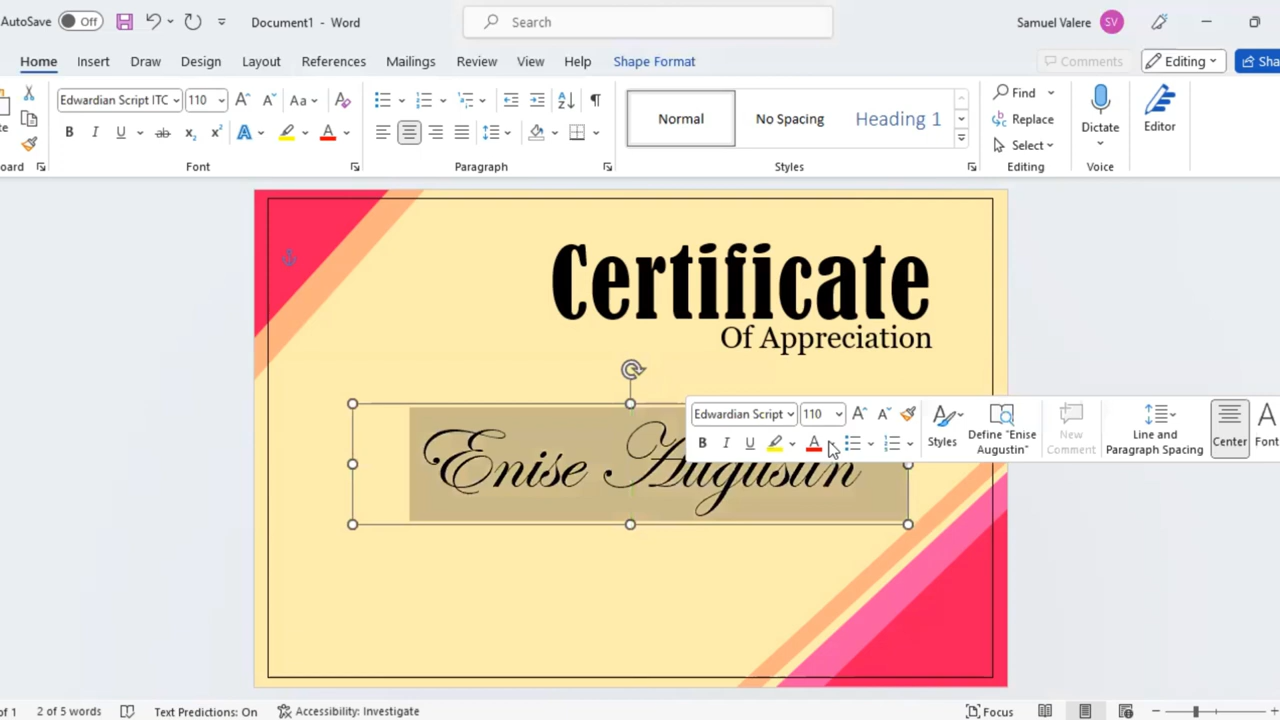 AutoSave Off Document1 - Word Search Samuel Valere SV
Home Insert Draw Design Layout References Mailings Review View Help Shape Format Comments Editing Sha
Edwardian Script ITC 110 Aa Normal No Spacing Heading 1 Find Replace Select Dictate Editor
oard Font Paragraph Styles Editing Voice
Certificate
Of Appreciation
Edwardian Script 110 Styles Define "Enise Augustin" New Comment Line and Paragraph Spacing Center Font
Enise Augustin
of 1 2 of 5 words Text Predictions: On Accessibility: Investigate Focus